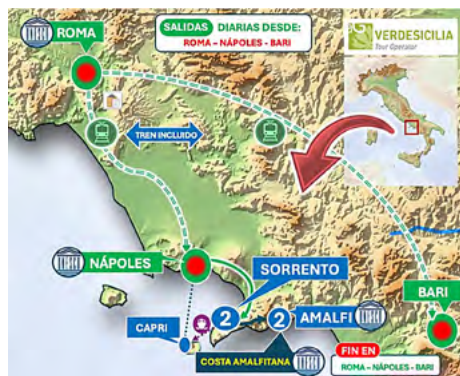 ROMA
SALIDAS DIARIAS DESDE:
ROMA – NÁPOLES - BARI
VERDESICILIA
Tour Operator
TREN INCLUIDO
NÁPOLES
SORRENTO
BARI
2
2
AMALFI
CAPRI
COSTA AMALFITANA
FIN EN
ROMA – NÁPOLES - BARI